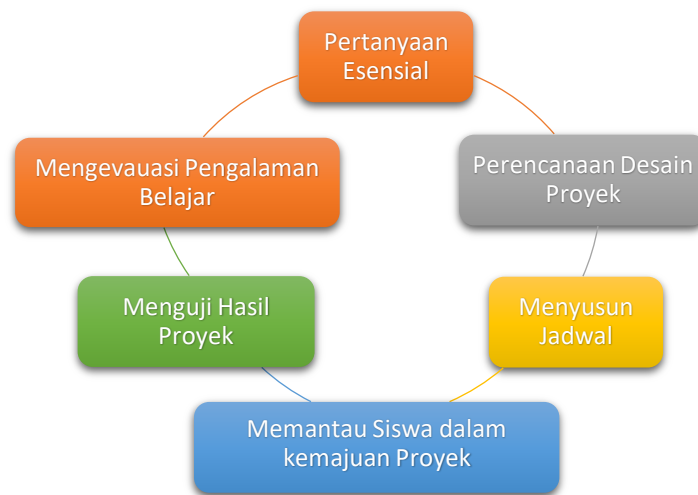 Pertanyaan
Esensial
Perencanaan Desain
Proyek
Menyusun
Jadwal
Memantau Siswa dalam
kemajuan Proyek
Menguji Hasil
Proyek
Mengevauasi Pengalaman
Belajar